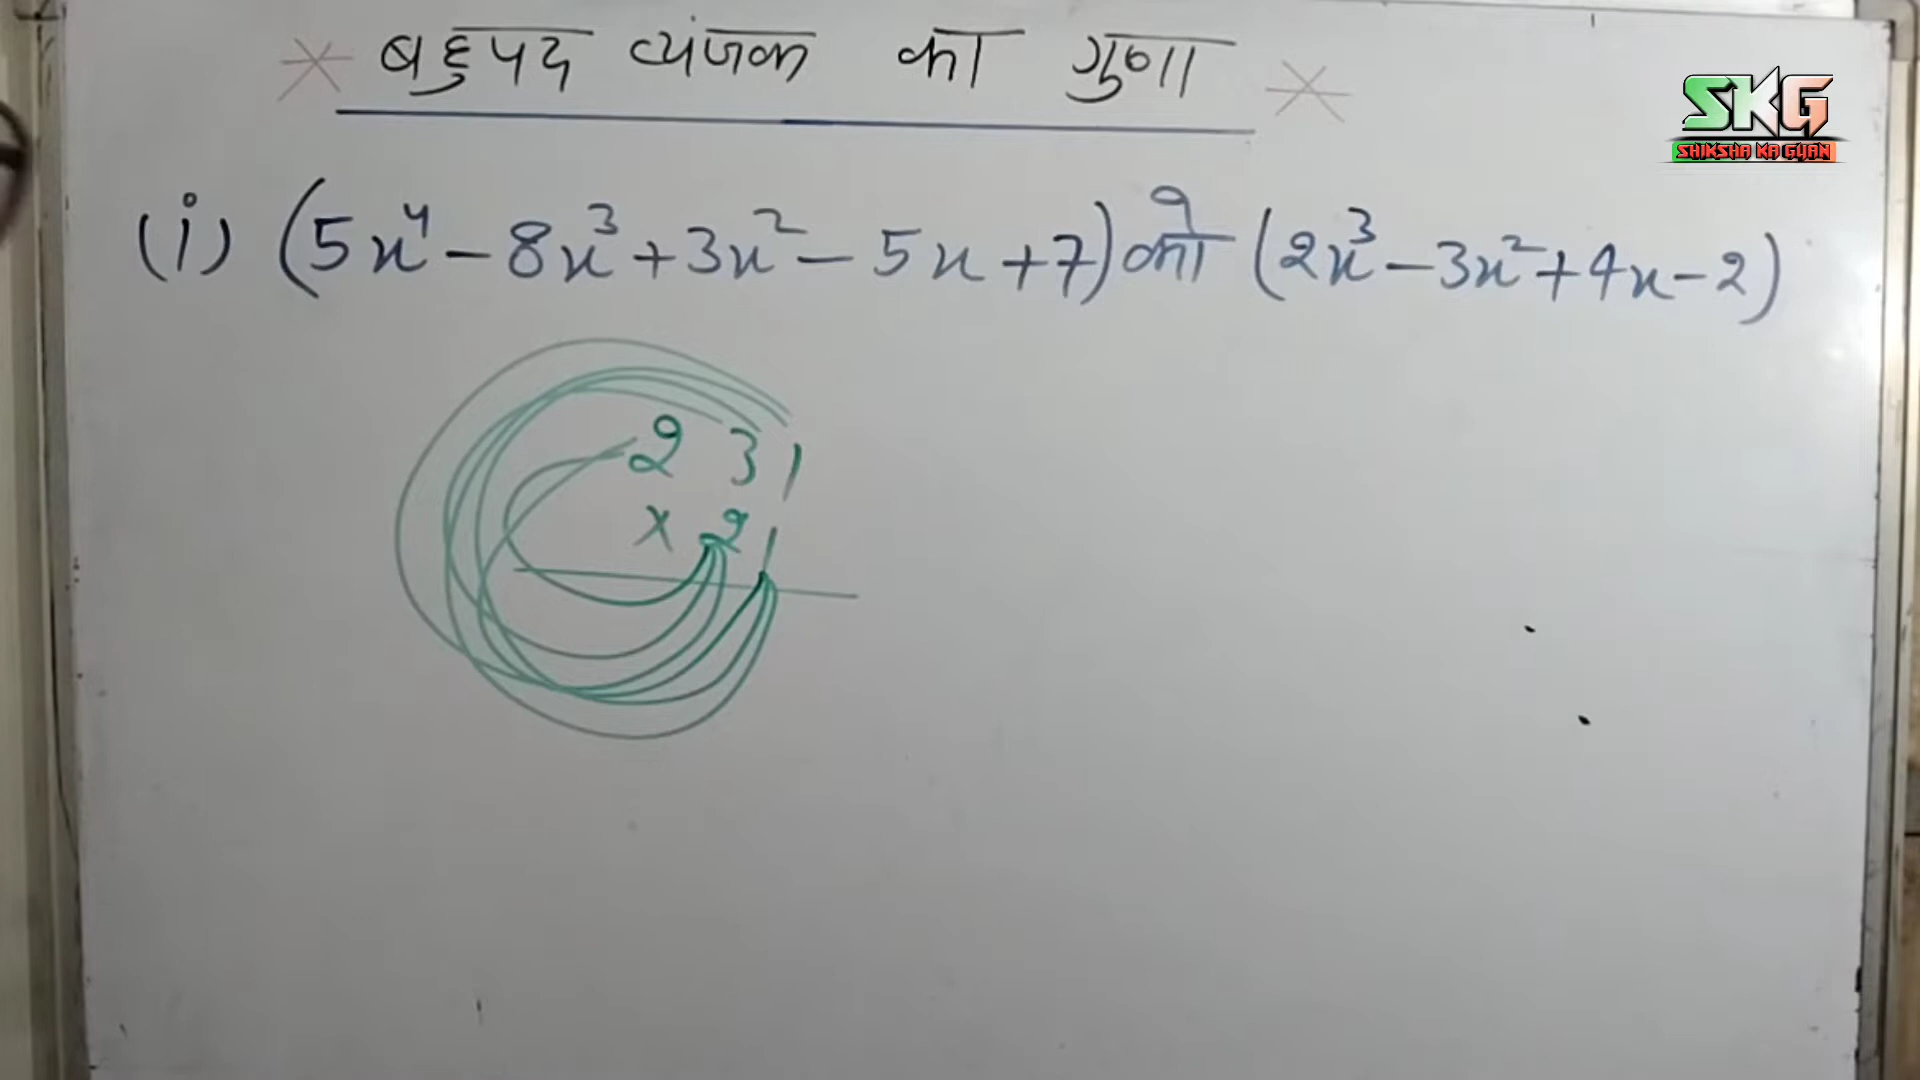 बहुपद व्यंजक का गुणा
SKG
SHIKSHA KA GYAN
(i) (5x⁴ - 8x³ + 3x² - 5x + 7) को (2x³ - 3x² + 4x - 2)
2 3 1
x 2 1